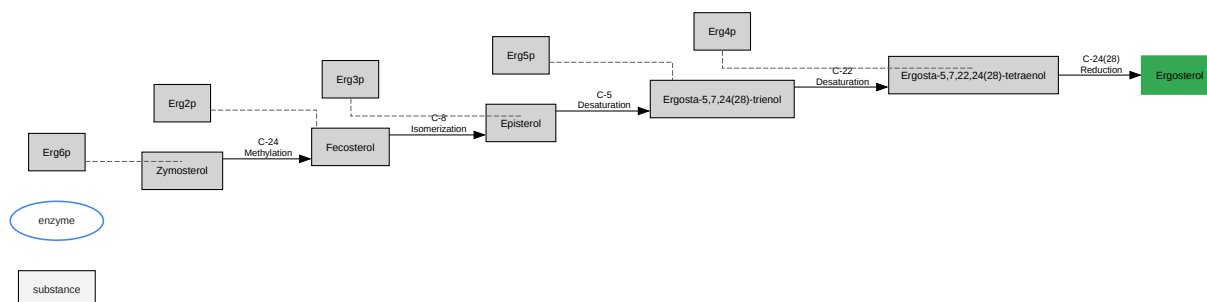 Erg6p
Erg2p
Erg3p
Erg5p
Erg4p
Zymosterol
C-24
Methylation
Fecosterol
C-8
Isomerization
Episterol
C-5
Desaturation
Ergosta-5,7,24(28)-trienol
C-22
Desaturation
Ergosta-5,7,22,24(28)-tetraenol
C-24(28)
Reduction
Ergosterol
enzyme
substance